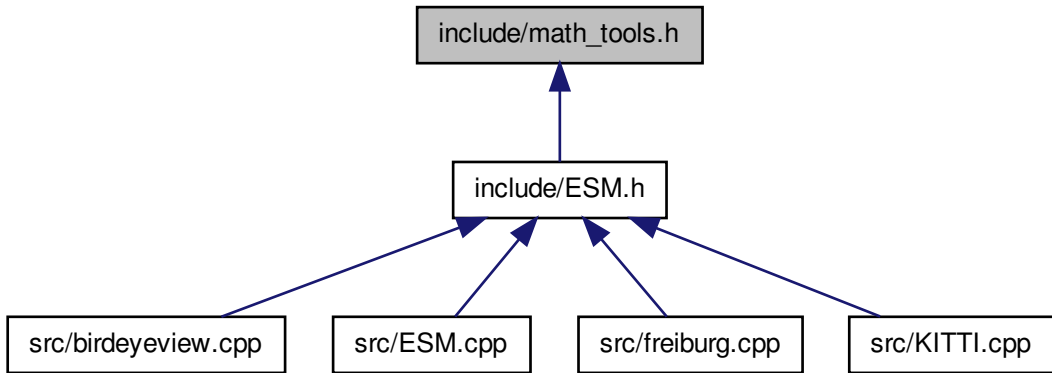 include/math_tools.h
include/ESM.h
src/birdeyeview.cpp
src/ESM.cpp
src/freiburg.cpp
src/KITTI.cpp